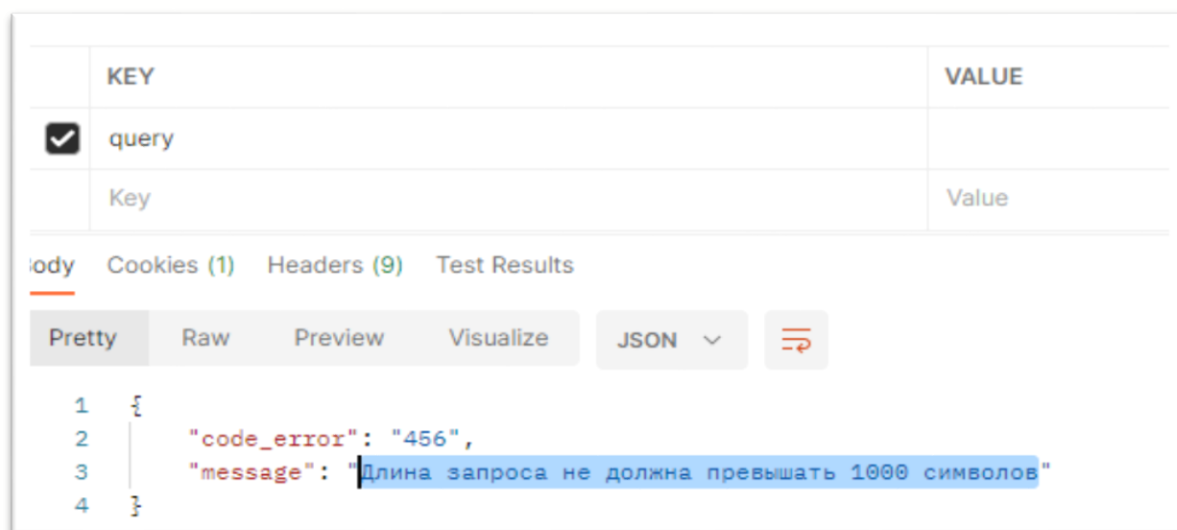 KEY VALUE
query
Key Value
Body Cookies (1) Headers (9) Test Results
Pretty Raw Preview Visualize JSON
1 {
2 "code_error": "456",
3 "message": "Длина запроса не должна превышать 1000 символов"
4 }